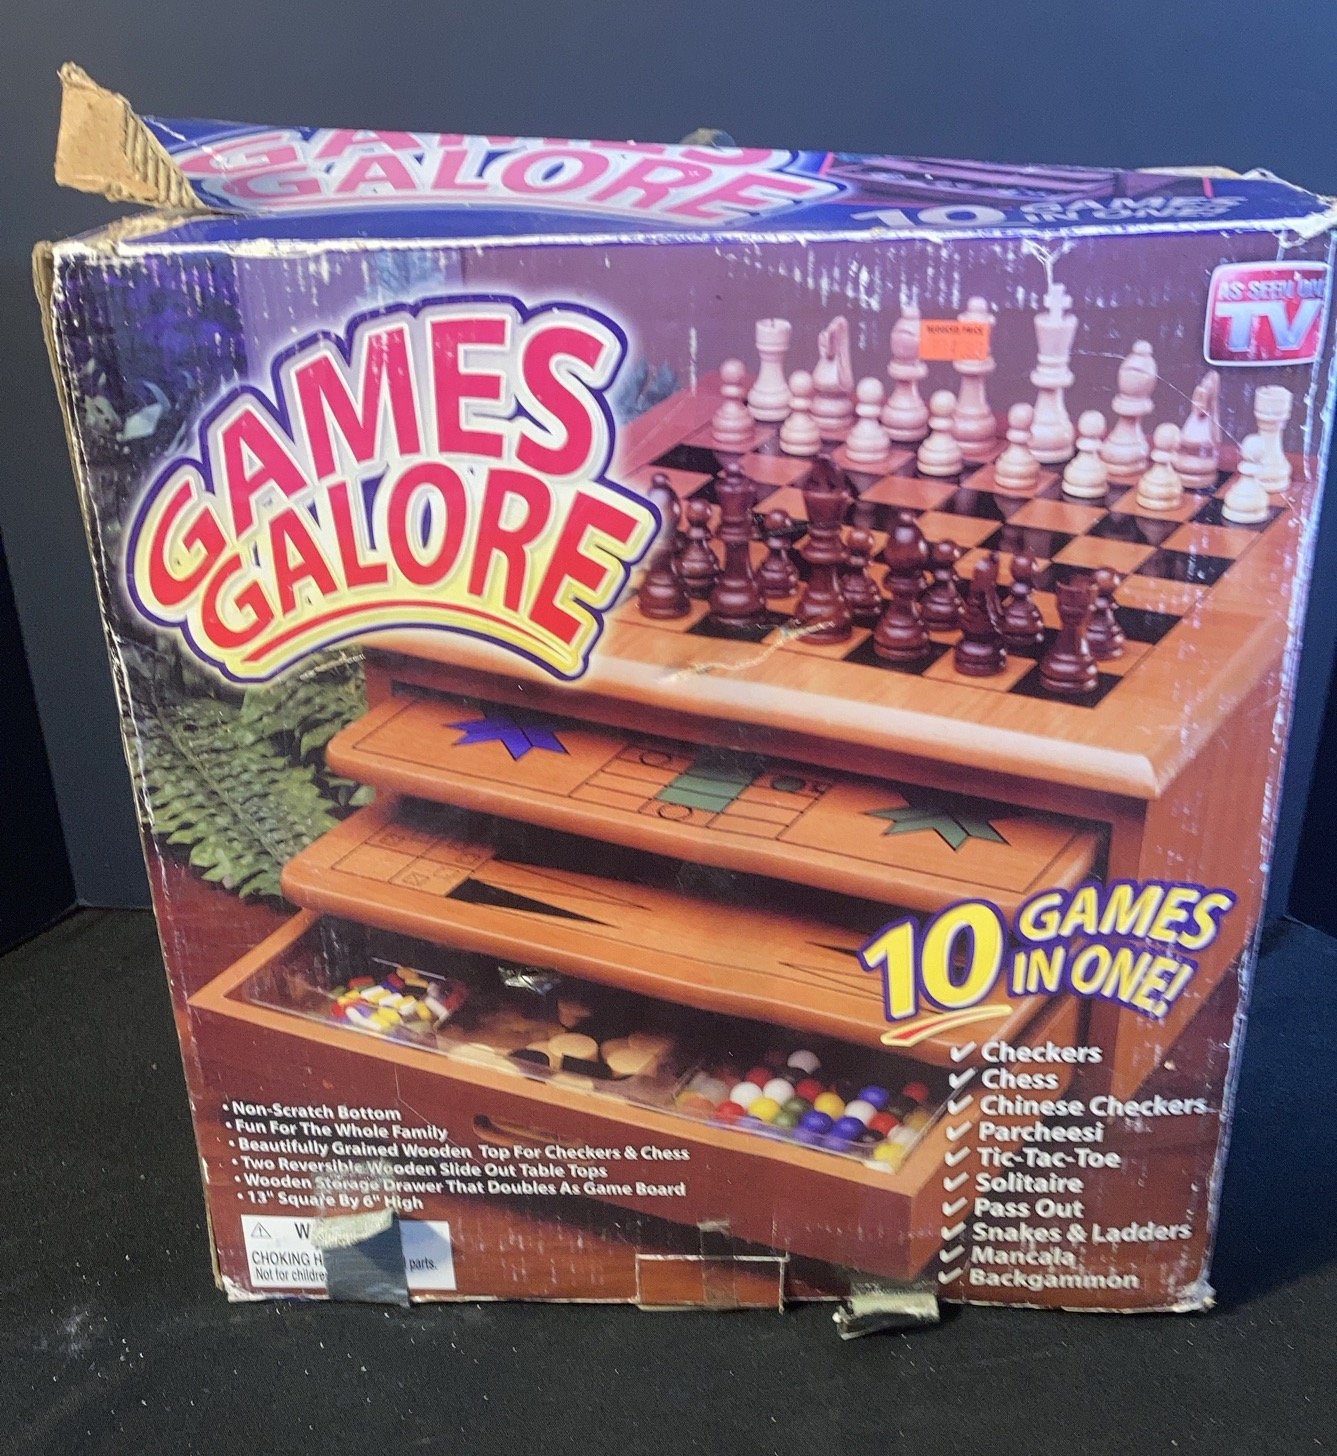 GAMES
GALORE
10 GAMES
IN ONE!
AS SEEN ON
TV
REDUCED PRICE
GAMES
GALORE
10 GAMES
IN ONE!
Checkers
Chess
Chinese Checkers
Parcheesi
Tic-Tac-Toe
Solitaire
Pass Out
Snakes & Ladders
Mancala
Backgammon
• Non-Scratch Bottom
• Fun For The Whole Family
• Beautifully Grained Wooden Top For Checkers & Chess
• Two Reversible Wooden Slide Out Table Tops
• Wooden Storage Drawer That Doubles As Game Board
• 13" Square By 6" High
W
CHOKING H
parts.
Not for childre